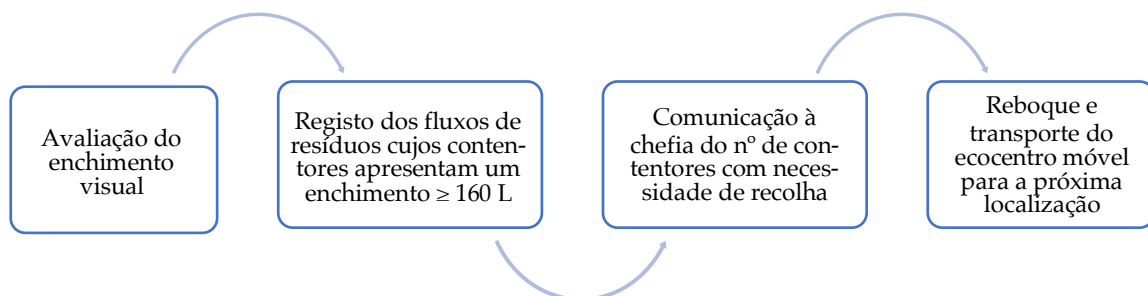 Avaliação do
enchimento
visual
Registo dos fluxos de
resíduos cujos conten-
tores apresentam um
enchimento ≥ 160 L
Comunicação à
chefia do nº de con-
tentores com neces-
sidade de recolha
Reboque e
transporte do
ecocentro móvel
para a próxima
localização